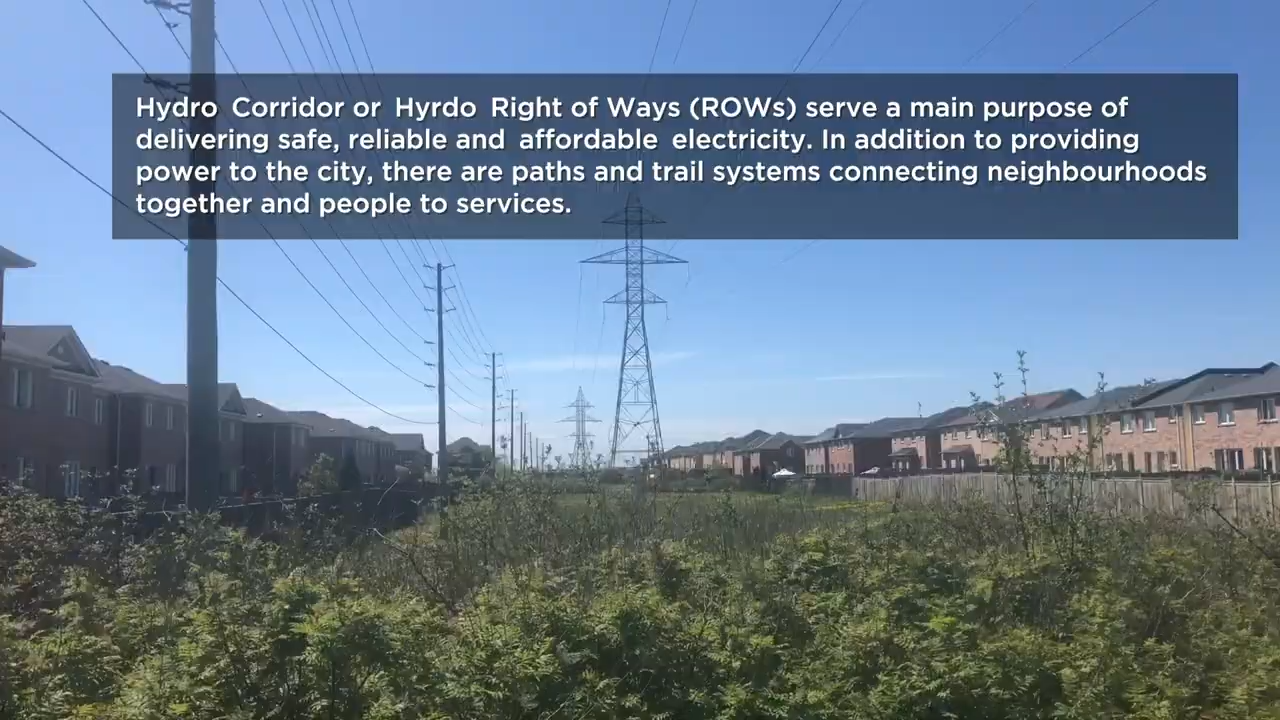 Hydro Corridor or Hyrdo Right of Ways (ROWs) serve a main purpose of
delivering safe, reliable and affordable electricity. In addition to providing
power to the city, there are paths and trail systems connecting neighbourhoods
together and people to services.